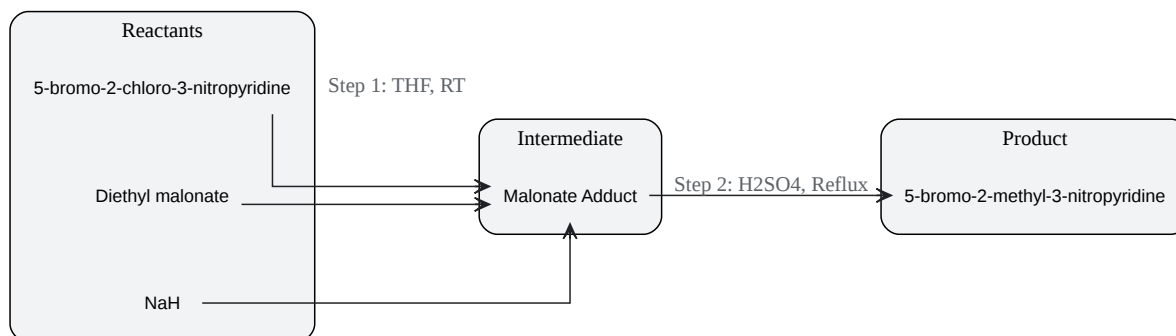 Reactants
5-bromo-2-chloro-3-nitropyridine
Step 1: THF, RT
Diethyl malonate
NaH
Intermediate
Malonate Adduct
Step 2: H2SO4, Reflux
Product
5-bromo-2-methyl-3-nitropyridine